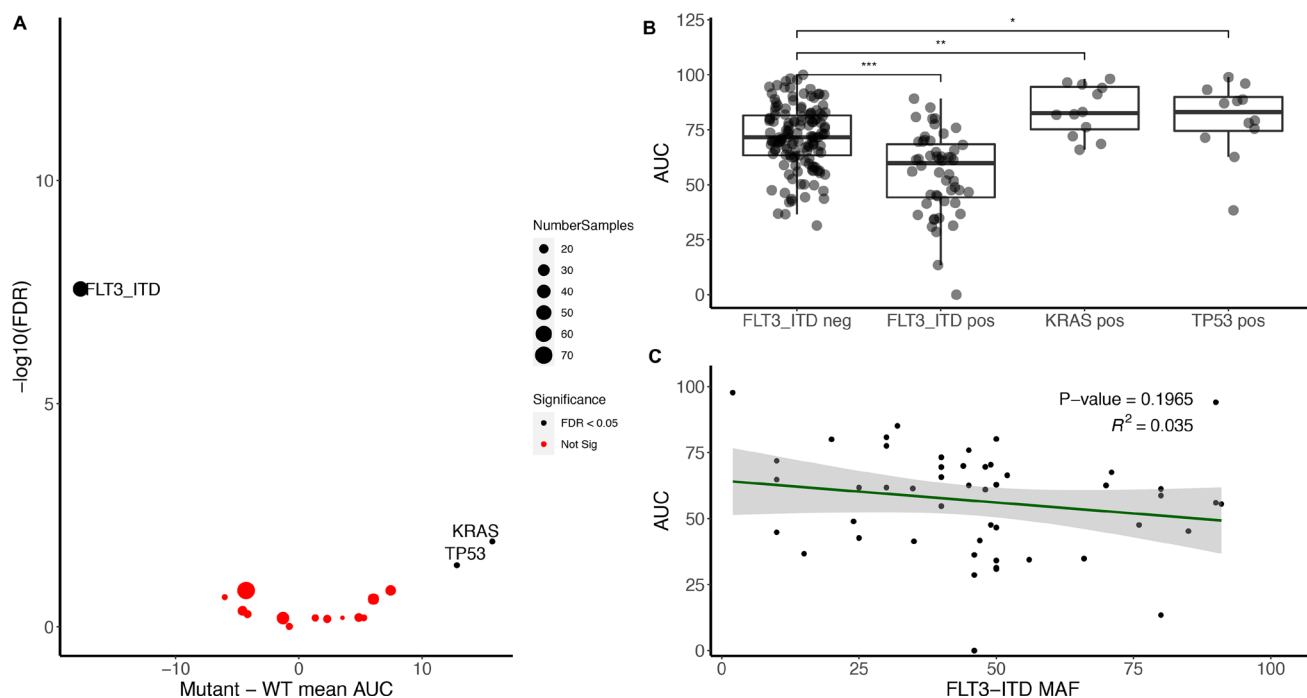 A
−log10(FDR)
10
5
0
FLT3_ITD
KRAS
TP53
−10
0
10
Mutant − WT mean AUC
NumberSamples
20
30
40
50
60
70
Significance
FDR < 0.05
Not Sig
B
AUC
125
100
75
50
25
0
*
**
***
FLT3_ITD neg
FLT3_ITD pos
KRAS pos
TP53 pos
C
AUC
100
75
50
25
0
P−value = 0.1965
R² = 0.035
0
25
50
75
100
FLT3−ITD MAF